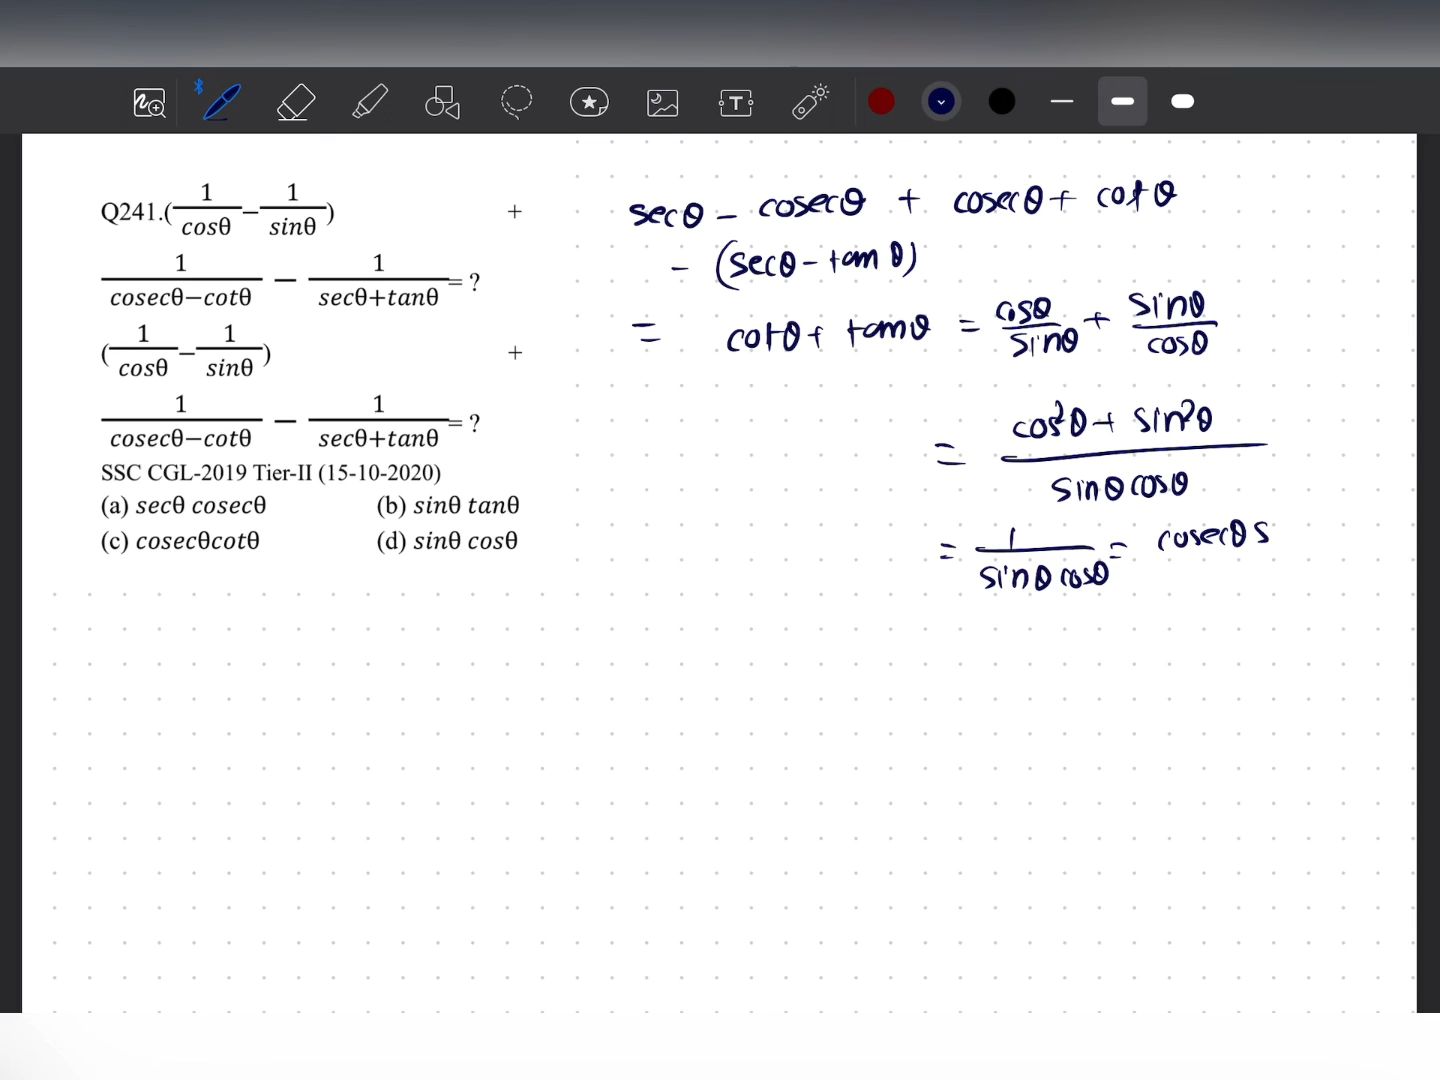 Q241.(1/cosθ − 1/sinθ) +
1/(cosecθ−cotθ) − 1/(secθ+tanθ) = ?
(1/cosθ − 1/sinθ) +
1/(cosecθ−cotθ) − 1/(secθ+tanθ) = ?
SSC CGL-2019 Tier-II (15-10-2020)
(a) secθ cosecθ (b) sinθ tanθ
(c) cosecθcotθ (d) sinθ cosθ
secθ − cosecθ + cosecθ + cotθ
− (secθ − tanθ)
= cotθ + tanθ = cosθ/sinθ + sinθ/cosθ
= (cos²θ + sin²θ)/(sinθ cosθ)
= 1/(sinθ cosθ) = cosecθ s